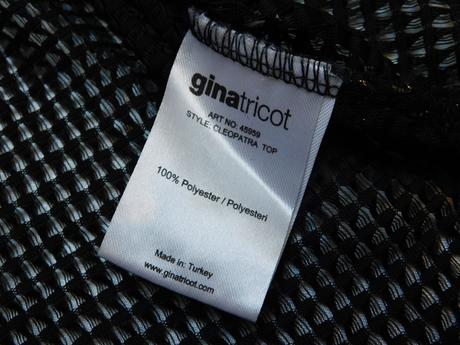 ginatricot
ART NO: 45959
STYLE: CLEOPATRA TOP
100% Polyester / Polyesteri
Made in: Turkey
www.ginatricot.com